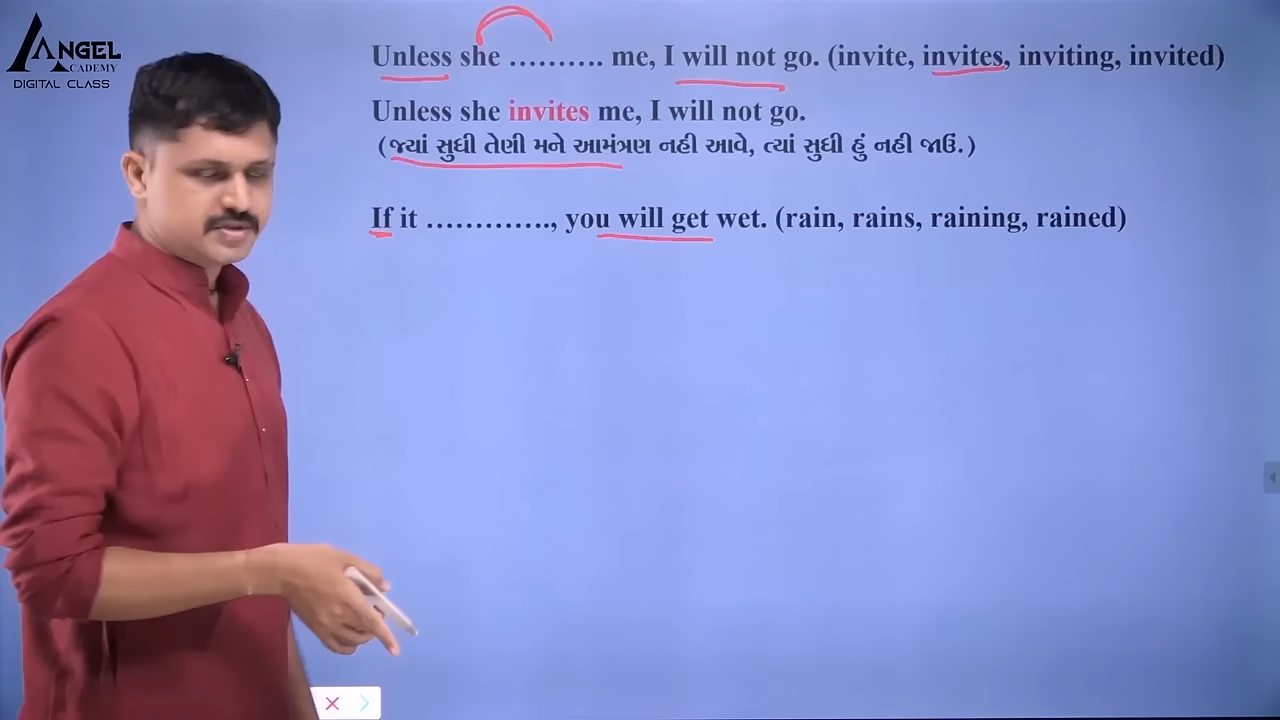 ANGEL
ACADEMY
DIGITAL CLASS
Unless she .......... me, I will not go. (invite, invites, inviting, invited)
Unless she invites me, I will not go.
(જ્યાં સુધી તેણી મને આમંત્રણ નહી આવે, ત્યાં સુધી હું નહી જાઉં.)
If it ............., you will get wet. (rain, rains, raining, rained)